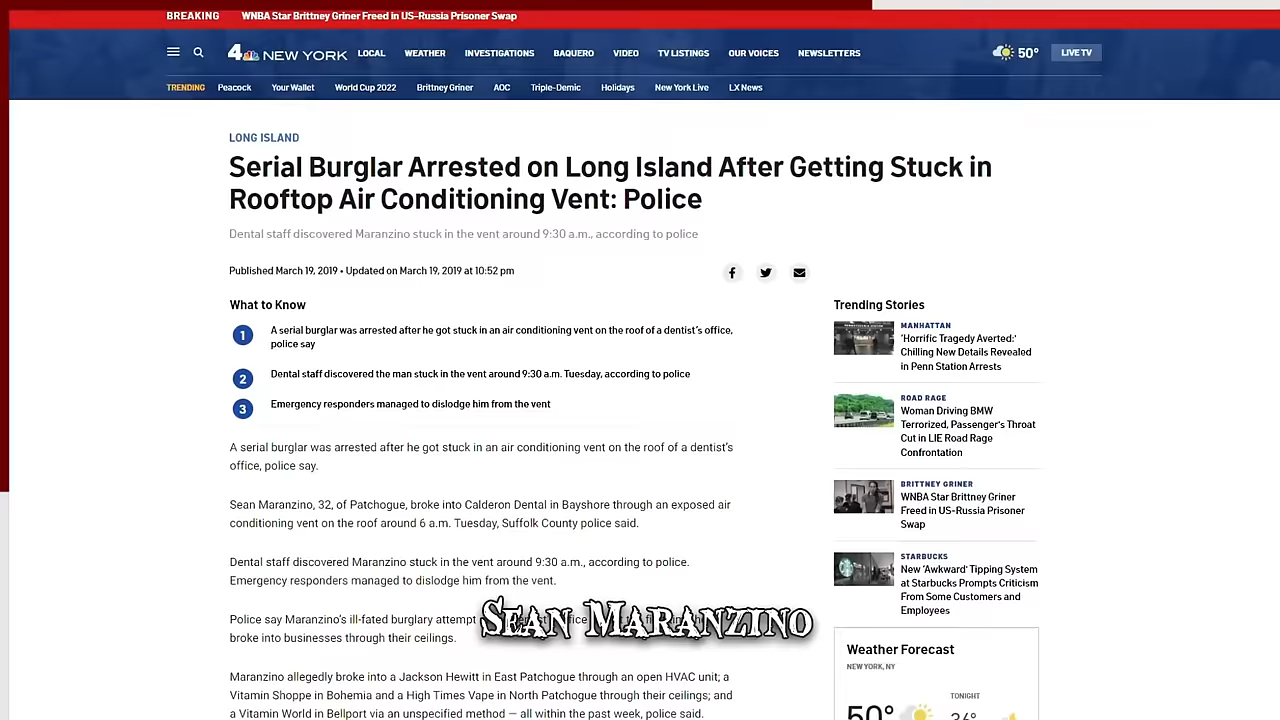 BREAKING WNBA Star Brittney Griner Freed in US-Russia Prisoner Swap
4 NEW YORK LOCAL WEATHER INVESTIGATIONS BAQUERO VIDEO TV LISTINGS OUR VOICES NEWSLETTERS 50° LIVE TV
TRENDING Peacock Your Wallet World Cup 2022 Brittney Griner AOC Triple-Demic Holidays New York Live LX News
LONG ISLAND
Serial Burglar Arrested on Long Island After Getting Stuck in
Rooftop Air Conditioning Vent: Police
Dental staff discovered Maranzino stuck in the vent around 9:30 a.m., according to police
Published March 19, 2019 • Updated on March 19, 2019 at 10:52 pm
What to Know
1 A serial burglar was arrested after he got stuck in an air conditioning vent on the roof of a dentist's office,
police say
2 Dental staff discovered the man stuck in the vent around 9:30 a.m. Tuesday, according to police
3 Emergency responders managed to dislodge him from the vent
A serial burglar was arrested after he got stuck in an air conditioning vent on the roof of a dentist's
office, police say.
Sean Maranzino, 32, of Patchogue, broke into Calderon Dental in Bayshore through an exposed air
conditioning vent on the roof around 6 a.m. Tuesday, Suffolk County police said.
Dental staff discovered Maranzino stuck in the vent around 9:30 a.m., according to police.
Emergency responders managed to dislodge him from the vent.
Police say Maranzino's ill-fated burglary attempt
broke into businesses through their ceilings.
Sean Maranzino
Maranzino allegedly broke into a Jackson Hewitt in East Patchogue through an open HVAC unit; a
Vitamin Shoppe in Bohemia and a High Times Vape in North Patchogue through their ceilings; and
a Vitamin World in Bellport via an unspecified method — all within the past week, police said.
Trending Stories
MANHATTAN
'Horrific Tragedy Averted:'
Chilling New Details Revealed
in Penn Station Arrests
ROAD RAGE
Woman Driving BMW
Terrorized, Passenger's Throat
Cut in LIE Road Rage
Confrontation
BRITTNEY GRINER
WNBA Star Brittney Griner
Freed in US-Russia Prisoner
Swap
STARBUCKS
New 'Awkward' Tipping System
at Starbucks Prompts Criticism
From Some Customers and
Employees
Weather Forecast
NEW YORK, NY
TONIGHT
50° 36°